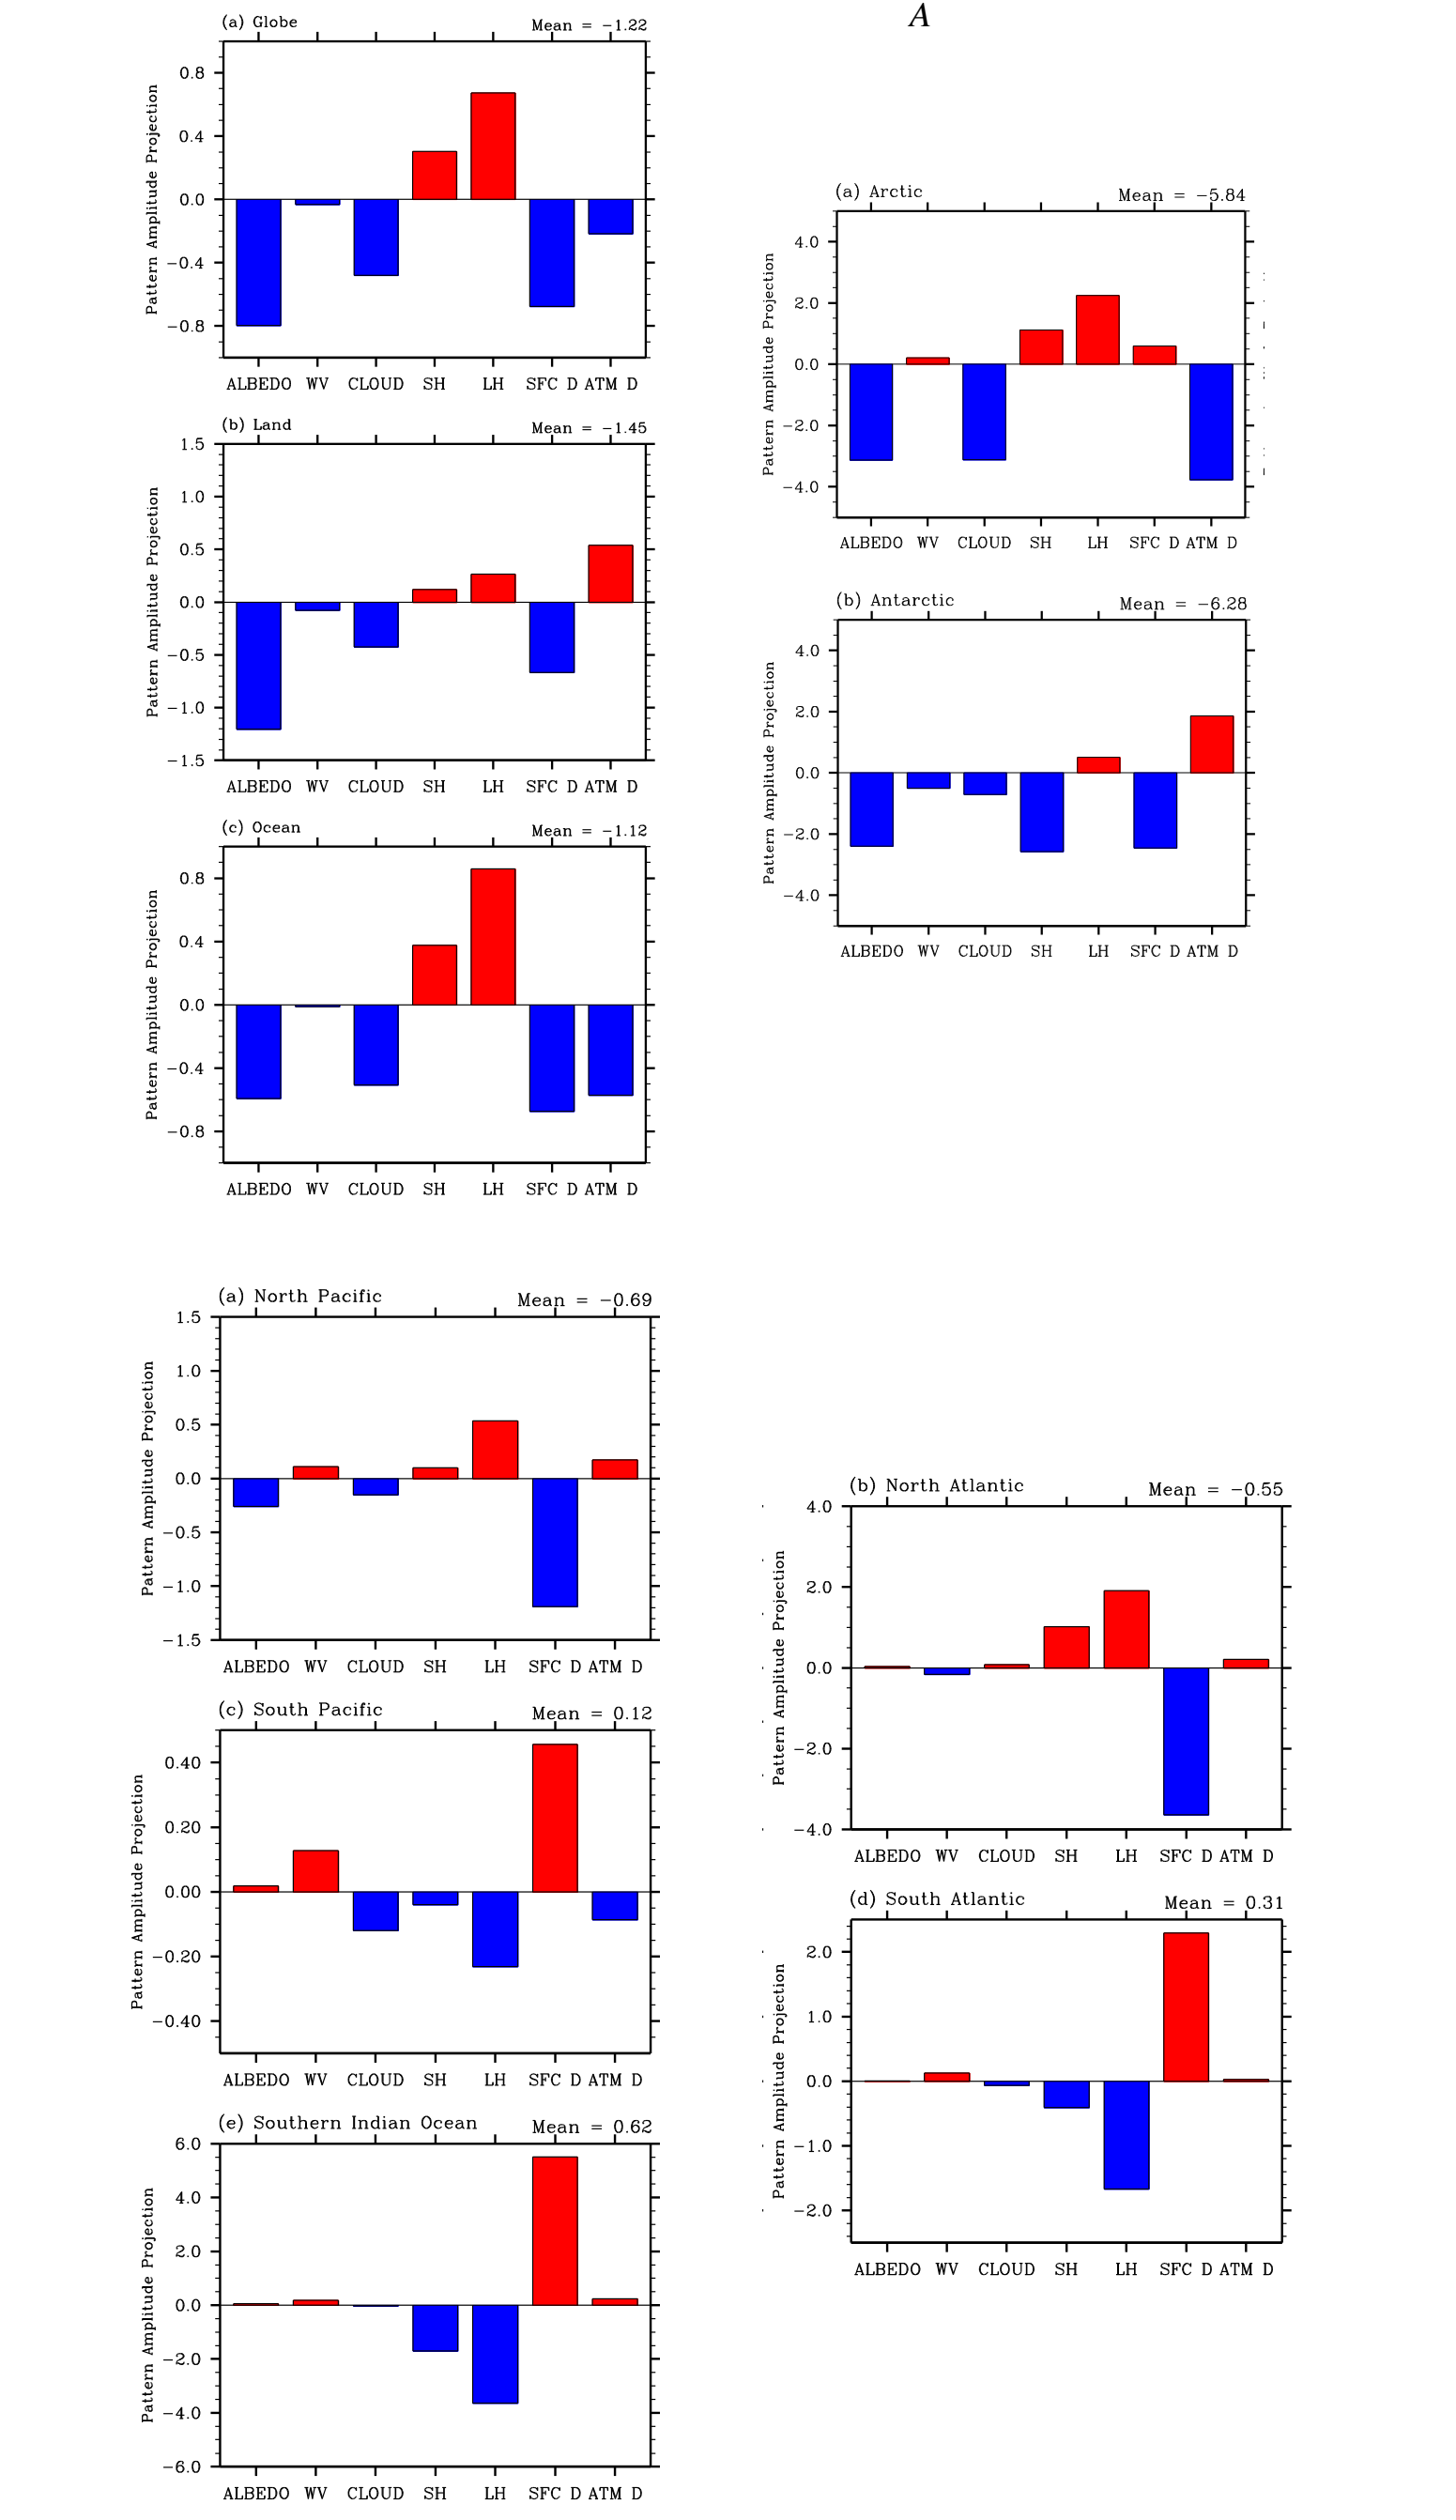 A
(a) Globe Mean = −1.22
Pattern Amplitude Projection
0.8
0.4
0.0
−0.4
−0.8
ALBEDO WV CLOUD SH LH SFC D ATM D
(b) Land Mean = −1.45
Pattern Amplitude Projection
1.5
1.0
0.5
0.0
−0.5
−1.0
−1.5
ALBEDO WV CLOUD SH LH SFC D ATM D
(c) Ocean Mean = −1.12
Pattern Amplitude Projection
0.8
0.4
0.0
−0.4
−0.8
ALBEDO WV CLOUD SH LH SFC D ATM D
(a) Arctic Mean = −5.84
Pattern Amplitude Projection
4.0
2.0
0.0
−2.0
−4.0
ALBEDO WV CLOUD SH LH SFC D ATM D
(b) Antarctic Mean = −6.28
Pattern Amplitude Projection
4.0
2.0
0.0
−2.0
−4.0
ALBEDO WV CLOUD SH LH SFC D ATM D
(a) North Pacific Mean = −0.69
Pattern Amplitude Projection
1.5
1.0
0.5
0.0
−0.5
−1.0
−1.5
ALBEDO WV CLOUD SH LH SFC D ATM D
(b) North Atlantic Mean = −0.55
Pattern Amplitude Projection
4.0
2.0
0.0
−2.0
−4.0
ALBEDO WV CLOUD SH LH SFC D ATM D
(c) South Pacific Mean = 0.12
Pattern Amplitude Projection
0.40
0.20
0.00
−0.20
−0.40
ALBEDO WV CLOUD SH LH SFC D ATM D
(d) South Atlantic Mean = 0.31
Pattern Amplitude Projection
2.0
1.0
0.0
−1.0
−2.0
ALBEDO WV CLOUD SH LH SFC D ATM D
(e) Southern Indian Ocean Mean = 0.62
Pattern Amplitude Projection
6.0
4.0
2.0
0.0
−2.0
−4.0
−6.0
ALBEDO WV CLOUD SH LH SFC D ATM D